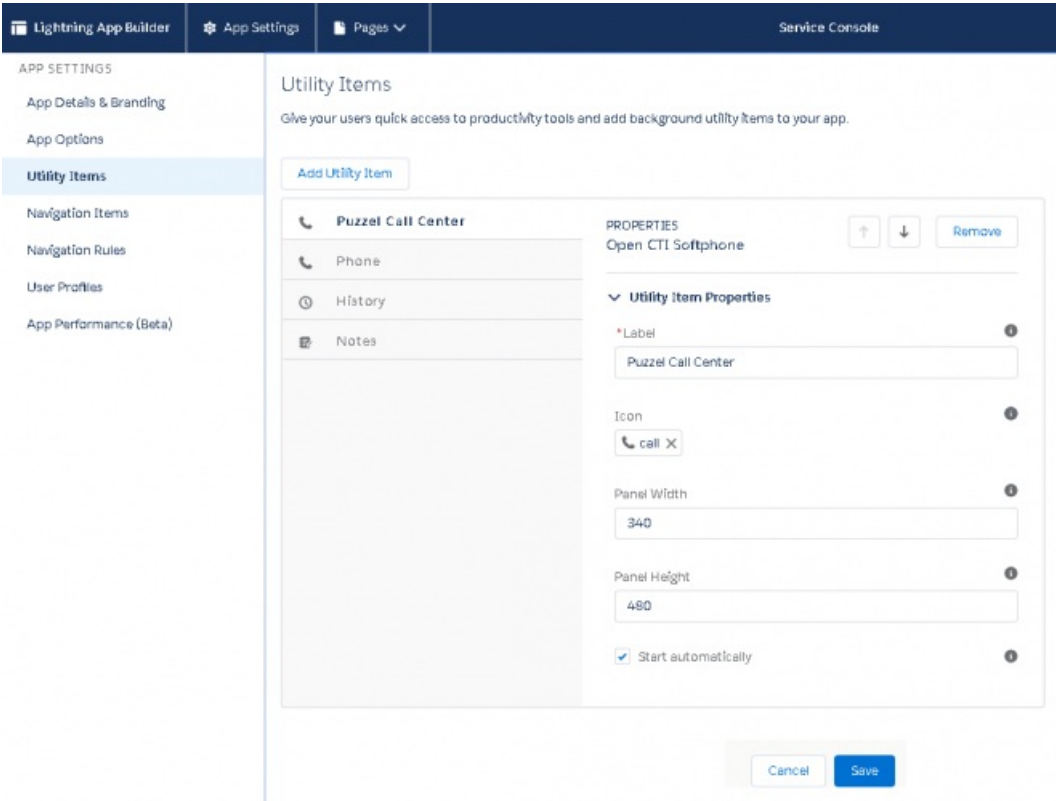 Lightning App Builder
App Settings
Pages
Service Console
APP SETTINGS
App Details & Branding
App Options
Utility Items
Navigation Items
Navigation Rules
User Profiles
App Performance (Beta)
Utility Items
Give your users quick access to productivity tools and add background utility items to your app.
Add Utility Item
Puzzel Call Center
Phone
History
Notes
PROPERTIES
Open CTI Softphone
Remove
Utility Item Properties
*Label
Puzzel Call Center
Icon
call
Panel Width
340
Panel Height
480
Start automatically
Cancel
Save